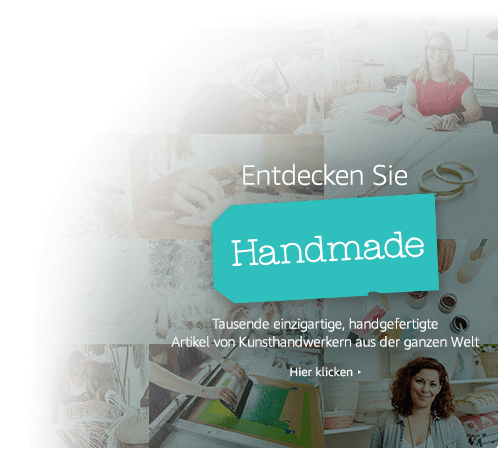 Entdecken Sie
Handmade
Tausende einzigartige, handgefertigte
Artikel von Kunsthandwerkern aus der ganzen Welt
Hier klicken ▸